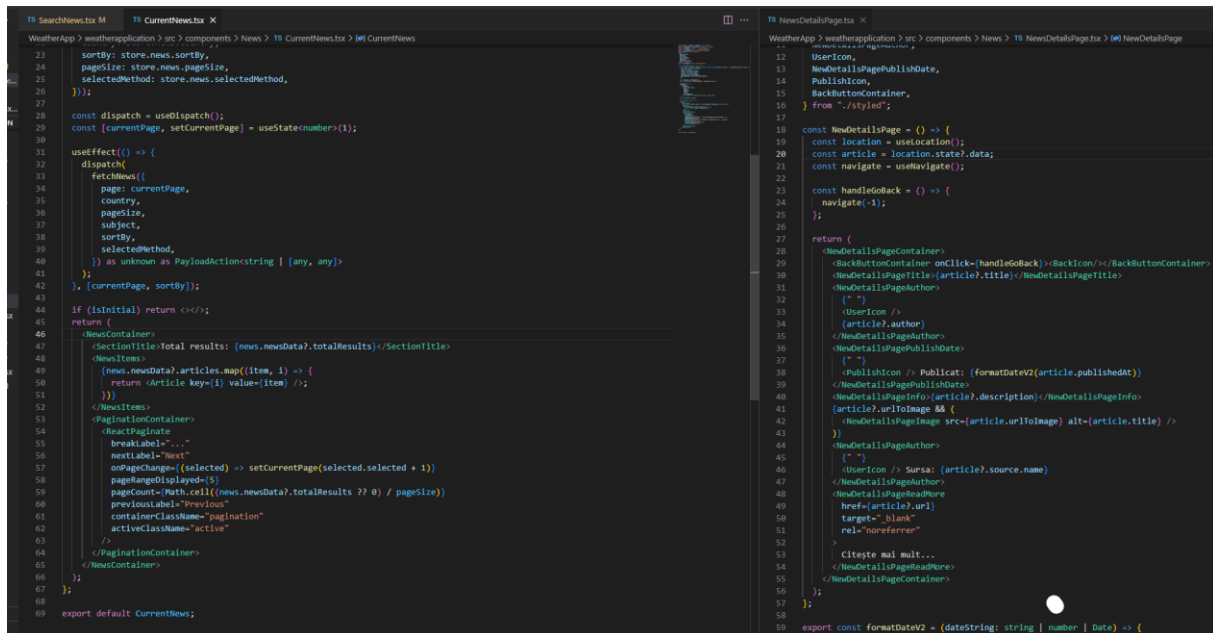 TS SearchNews.tsx M
TS CurrentNews.tsx
WeatherApp > weatherapplication > src > components > News > TS CurrentNews.tsx > CurrentNews
23 sortBy: store.news.sortBy,
24 pageSize: store.news.pageSize,
25 selectedMethod: store.news.selectedMethod,
26 }));
27
28 const dispatch = useDispatch();
29 const [currentPage, setCurrentPage] = useState<number>(1);
30
31 useEffect(() => {
32 dispatch(
33 fetchNews({
34 page: currentPage,
35 country,
36 pageSize,
37 subject,
38 sortBy,
39 selectedMethod,
40 }) as unknown as PayloadAction<string | [any, any]>
41 );
42 }, [currentPage, sortBy]);
43
44 if (isInitial) return <></>;
45 return (
46 <NewsContainer>
47 <SectionTitle>Total results: {news.newsData?.totalResults}</SectionTitle>
48 <NewsItems>
49 {news.newsData?.articles.map((item, i) => {
50 return <Article key={i} value={item} />;
51 })}
52 </NewsItems>
53 <PaginationContainer>
54 <ReactPaginate
55 breakLabel="..."
56 nextLabel="Next"
57 onPageChange={(selected) => setCurrentPage(selected.selected + 1)}
58 pageRangeDisplayed={5}
59 pageCount={Math.ceil((news.newsData?.totalResults ?? 0) / pageSize)}
60 previousLabel="Previous"
61 containerClassName="pagination"
62 activeClassName="active"
63 />
64 </PaginationContainer>
65 </NewsContainer>
66 );
67 };
68
69 export default CurrentNews;
TS NewsDetailsPage.tsx
WeatherApp > weatherapplication > src > components > News > TS NewsDetailsPage.tsx > NewDetailsPage
12 UserIcon,
13 NewDetailsPagePublishDate,
14 PublishIcon,
15 BackButtonContainer,
16 } from "./styled";
17
18 const NewDetailsPage = () => {
19 const location = useLocation();
20 const article = location.state?.data;
21 const navigate = useNavigate();
22
23 const handleGoBack = () => {
24 navigate(-1);
25 };
26
27 return (
28 <NewDetailsPageContainer>
29 <BackButtonContainer onClick={handleGoBack}><BackIcon/></BackButtonContainer>
30 <NewDetailsPageTitle>{article?.title}</NewDetailsPageTitle>
31 <NewDetailsPageAuthor>
32 {" "}
33 <UserIcon />
34 {article?.author}
35 </NewDetailsPageAuthor>
36 <NewDetailsPagePublishDate>
37 {" "}
38 <PublishIcon /> Publicat: {formatDateV2(article.publishedAt)}
39 </NewDetailsPagePublishDate>
40 <NewDetailsPageInfo>{article?.description}</NewDetailsPageInfo>
41 {article?.urlToImage && (
42 <NewDetailsPageImage src={article.urlToImage} alt={article.title} />
43 )}
44 <NewDetailsPageAuthor>
45 {" "}
46 <UserIcon /> Sursa: {article?.source.name}
47 </NewDetailsPageAuthor>
48 <NewDetailsPageReadMore
49 href={article?.url}
50 target="_blank"
51 rel="noreferrer"
52 >
53 Citește mai mult...
54 </NewDetailsPageReadMore>
55 </NewDetailsPageContainer>
56 );
57 };
58
59 export const formatDateV2 = (dateString: string | number | Date) => {